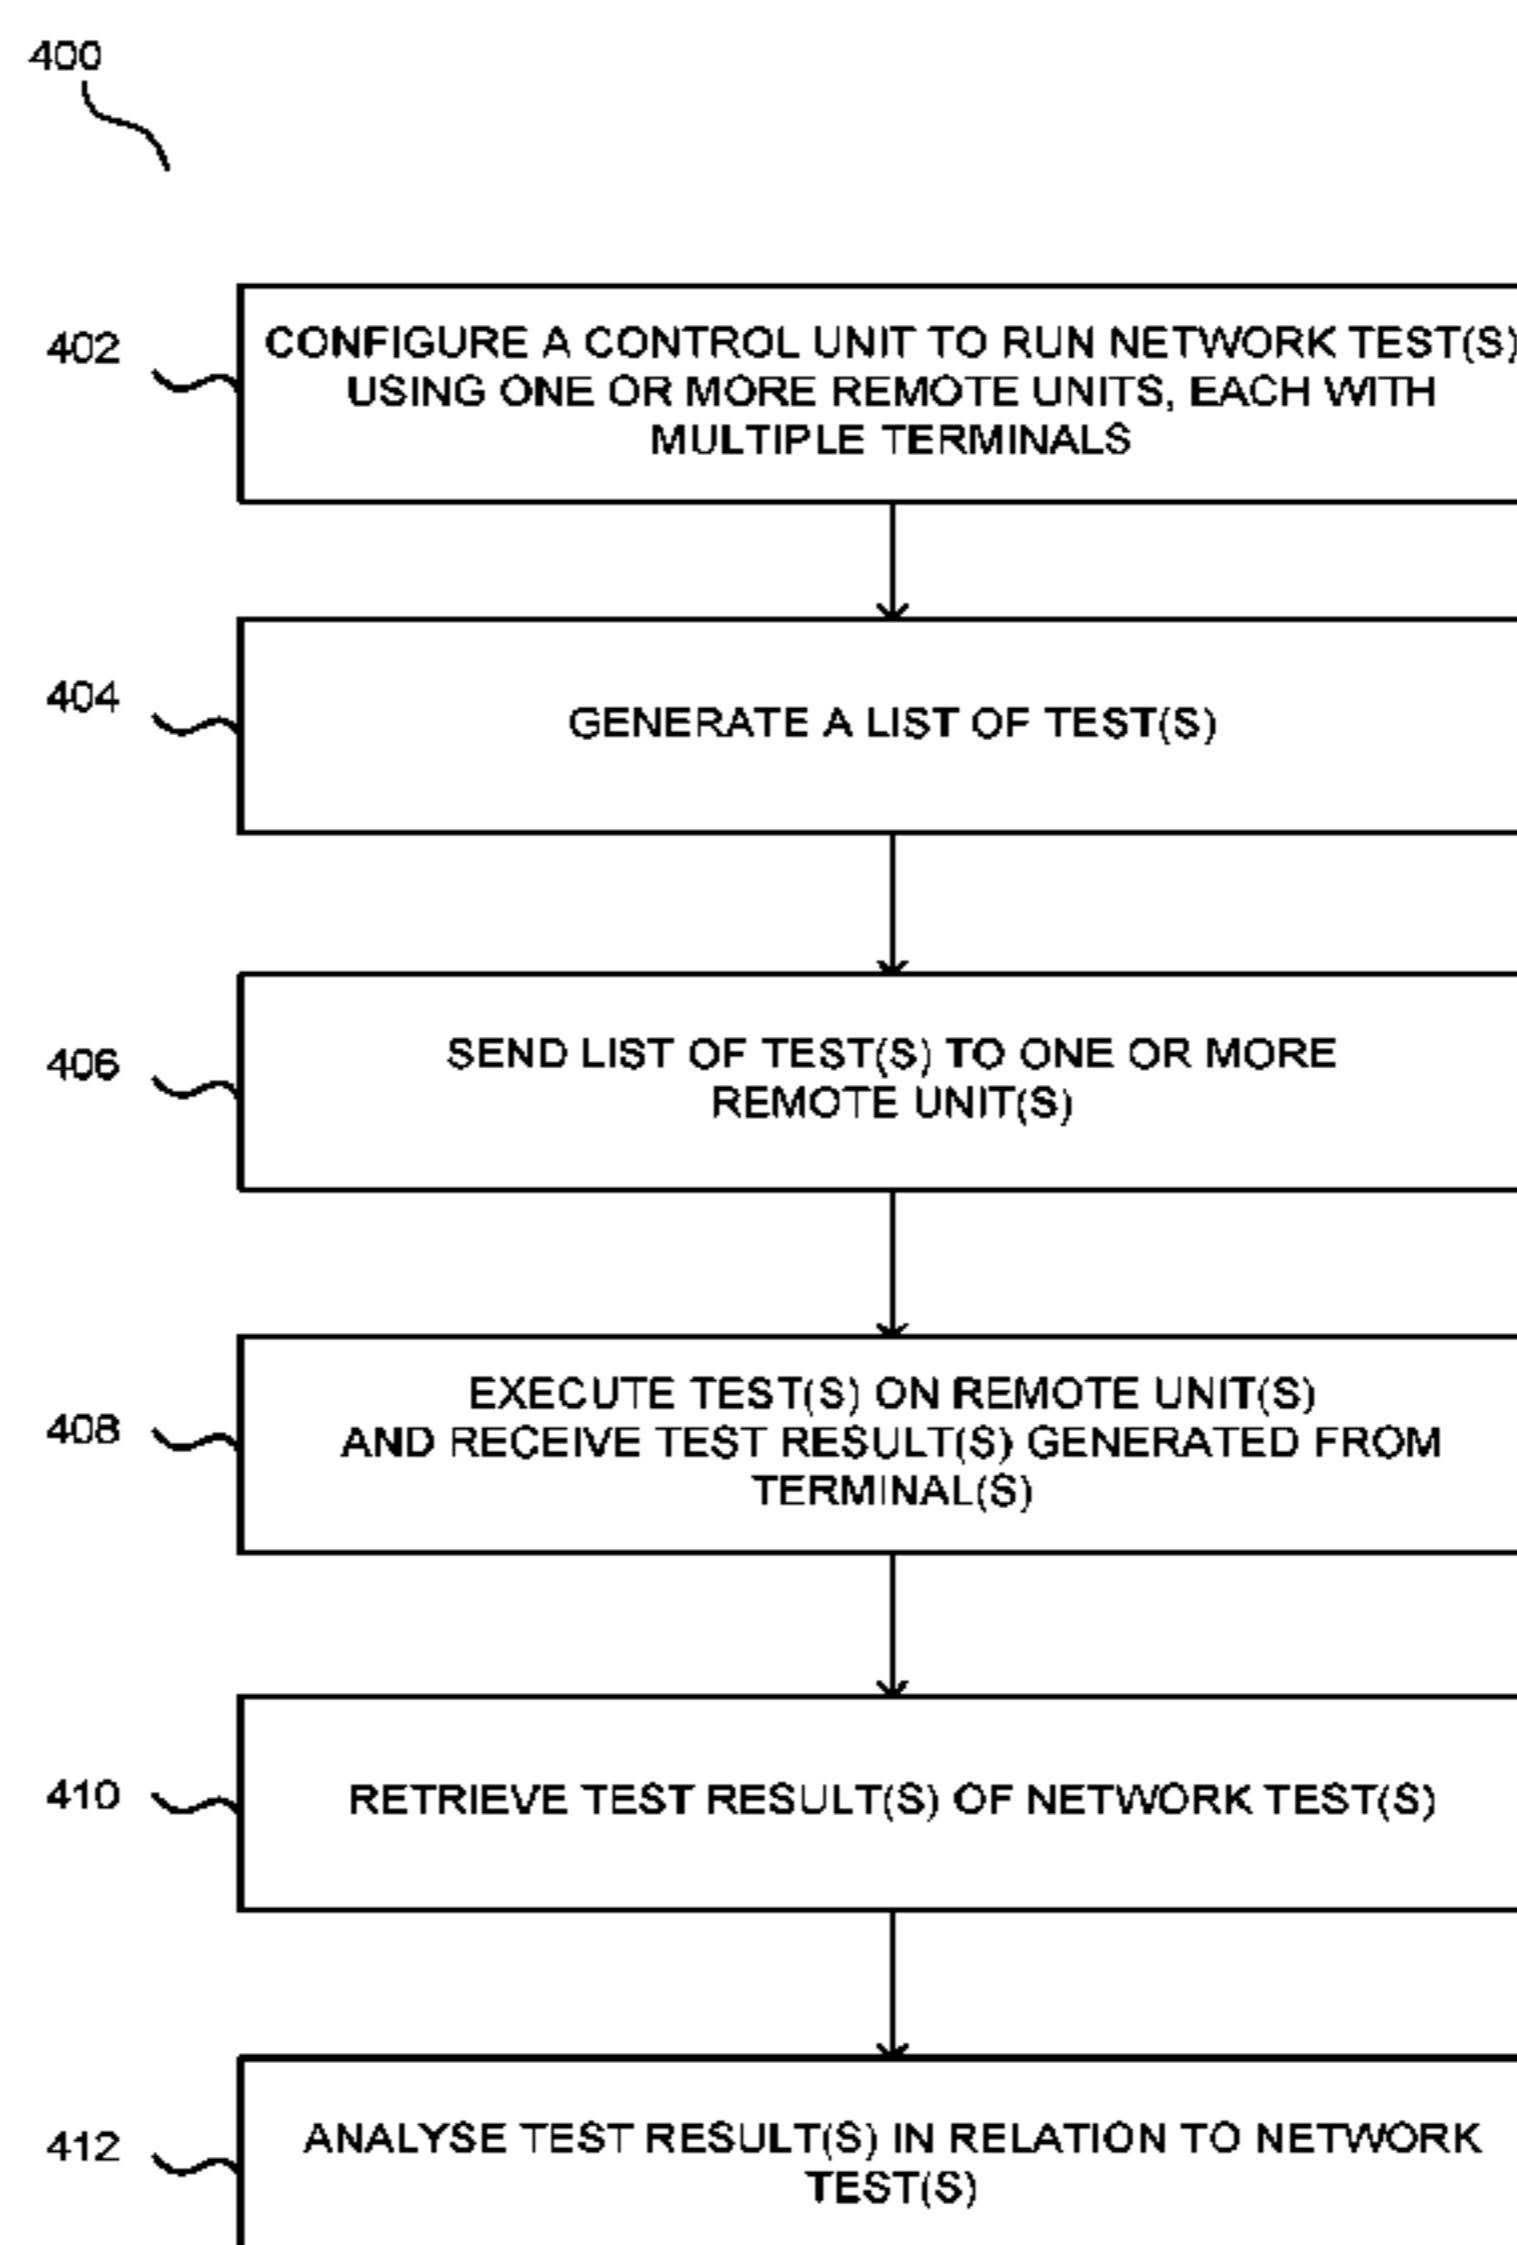 400
402
CONFIGURE A CONTROL UNIT TO RUN NETWORK TEST(S)
USING ONE OR MORE REMOTE UNITS, EACH WITH
MULTIPLE TERMINALS
404
GENERATE A LIST OF TEST(S)
406
SEND LIST OF TEST(S) TO ONE OR MORE
REMOTE UNIT(S)
408
EXECUTE TEST(S) ON REMOTE UNIT(S)
AND RECEIVE TEST RESULT(S) GENERATED FROM
TERMINAL(S)
410
RETRIEVE TEST RESULT(S) OF NETWORK TEST(S)
412
ANALYSE TEST RESULT(S) IN RELATION TO NETWORK
TEST(S)